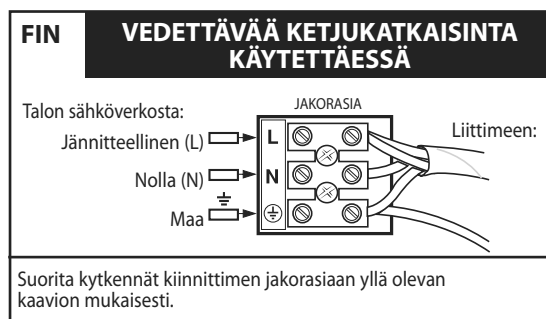 FIN
VEDETTÄVÄÄ KETJUKATKAISINTA
KÄYTETTÄESSÄ
Talon sähköverkosta:
JAKORASIA
Jännitteellinen (L)
L
Liittimeen:
Nolla (N)
N
Maa
Suorita kytkennät kiinnittimen jakorasiaan yllä olevan
kaavion mukaisesti.